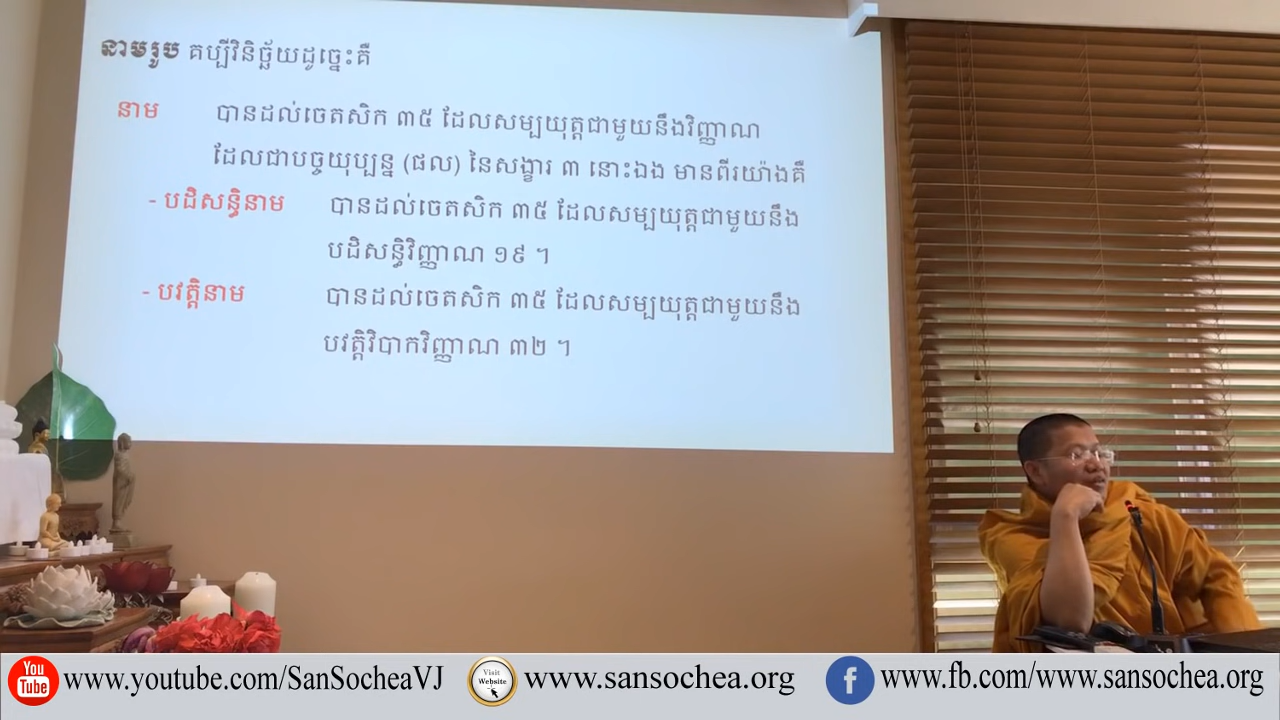 នាមរូប គប្បីវិនិច្ឆ័យដូច្នេះគឺ
នាម បានដល់ចេតសិក ៣៥ ដែលសម្បយុត្តជាមួយនឹងវិញ្ញាណ
ដែលជាបច្ចយុប្បន្ន (ផល) នៃសង្ខារ ៣ នោះឯង មានពីរយ៉ាងគឺ
- បដិសន្ធិនាម បានដល់ចេតសិក ៣៥ ដែលសម្បយុត្តជាមួយនឹង
បដិសន្ធិវិញ្ញាណ ១៩ ។
- បវត្តិនាម បានដល់ចេតសិក ៣៥ ដែលសម្បយុត្តជាមួយនឹង
បវត្តិវិបាកវិញ្ញាណ ៣២ ។
You Tube www.youtube.com/SanSocheaVJ Visit Website www.sansochea.org f www.fb.com/www.sansochea.org